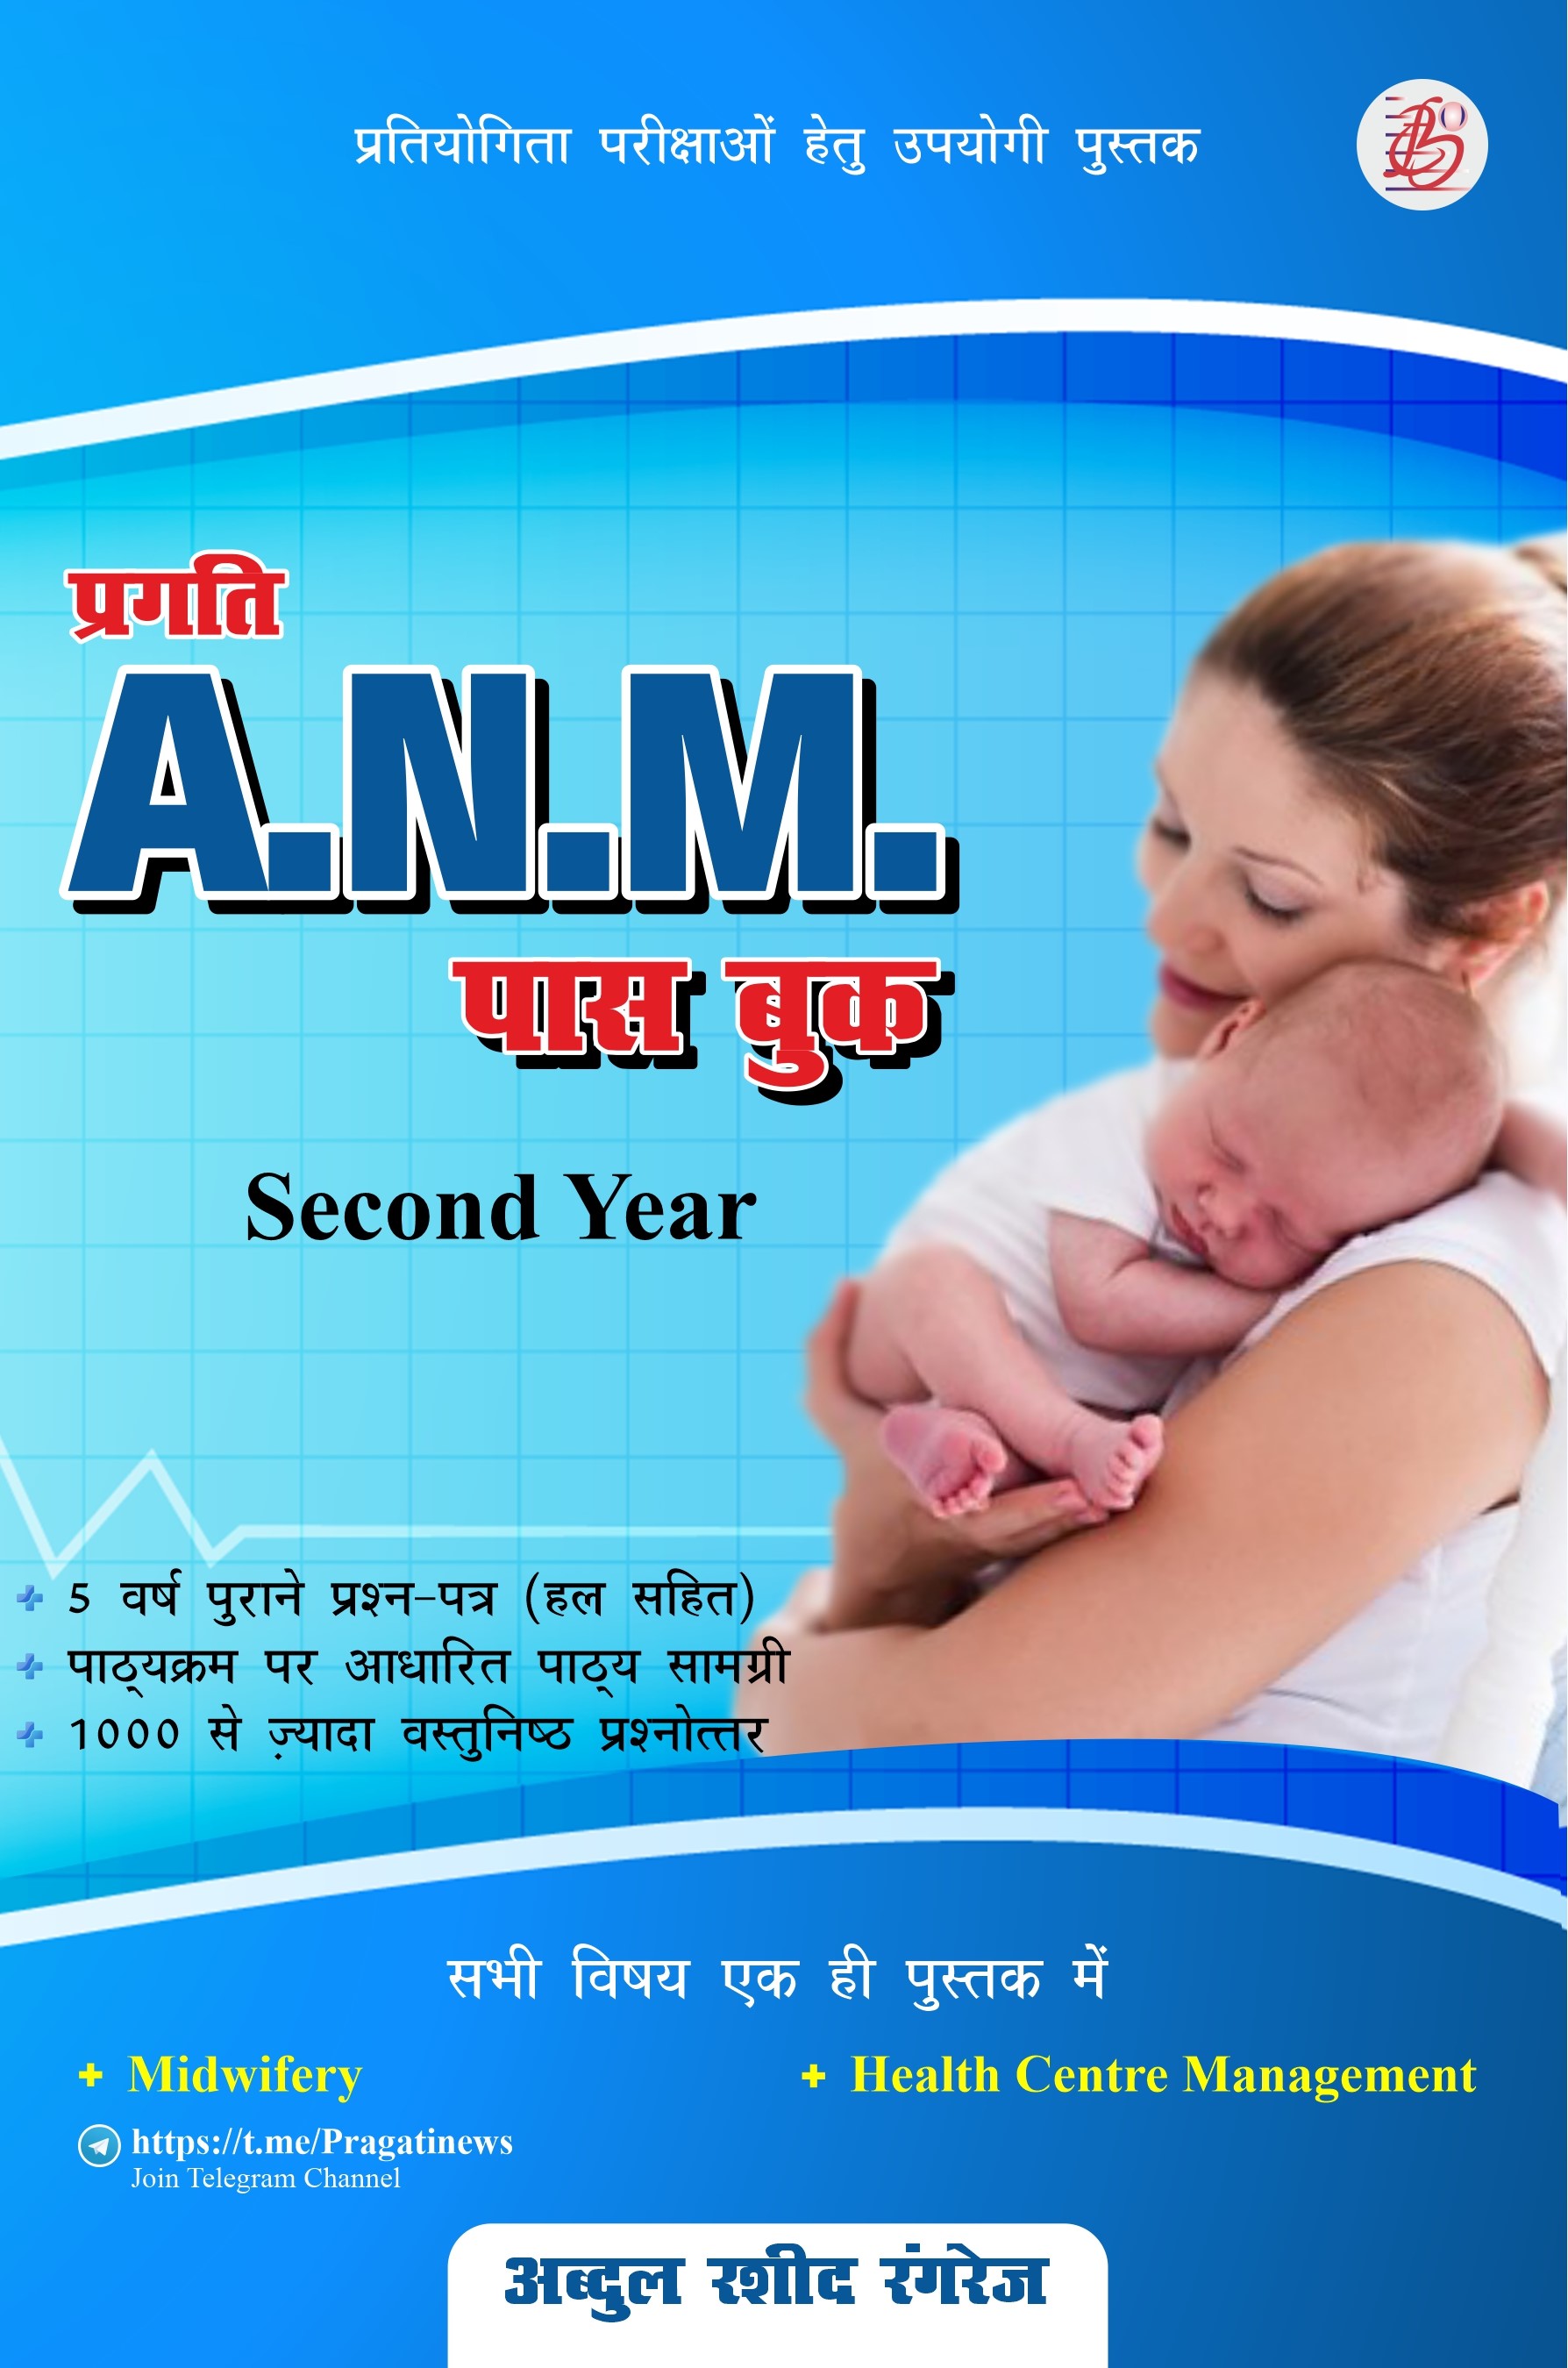 प्रतियोगिता परीक्षाओं हेतु उपयोगी पुस्तक
प्रगति
A.N.M.
पास बुक
Second Year
5 वर्ष पुराने प्रश्न-पत्र (हल सहित)
पाठ्यक्रम पर आधारित पाठ्य सामग्री
1000 से ज़्यादा वस्तुनिष्ठ प्रश्नोत्तर
सभी विषय एक ही पुस्तक में
+ Midwifery + Health Centre Management
https://t.me/Pragatinews
Join Telegram Channel
अब्दुल रशीद रंगरेज